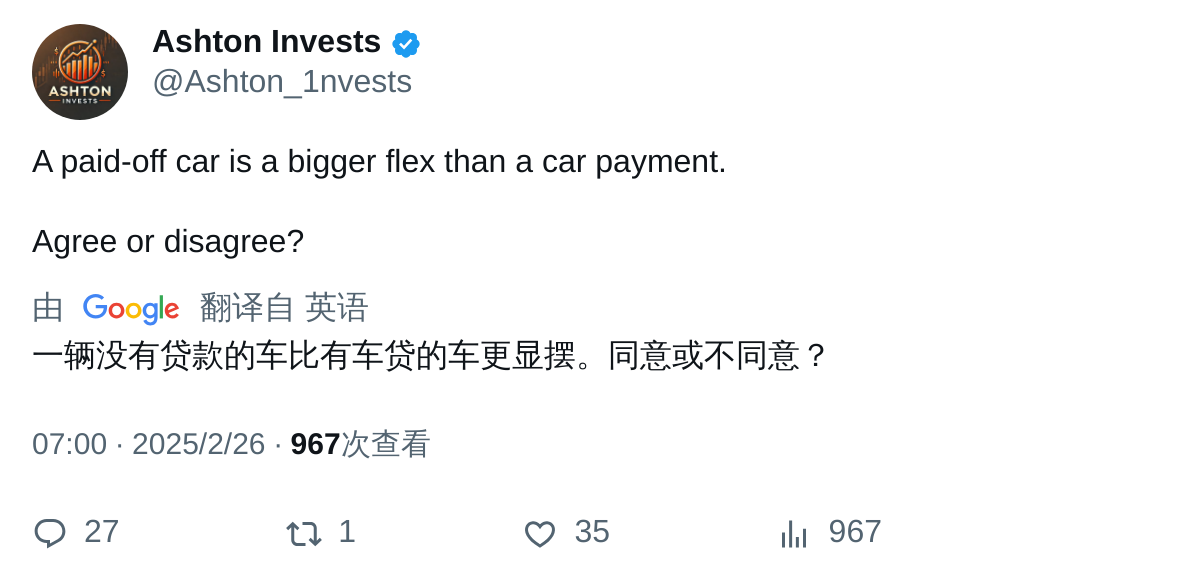 Ashton Invests
@Ashton_1nvests
ASHTON
INVESTS
A paid-off car is a bigger flex than a car payment.
Agree or disagree?
由 Google 翻译自 英语
一辆没有贷款的车比有车贷的车更显摆。同意或不同意？
07:00 · 2025/2/26 · 967次查看
27 1 35 967